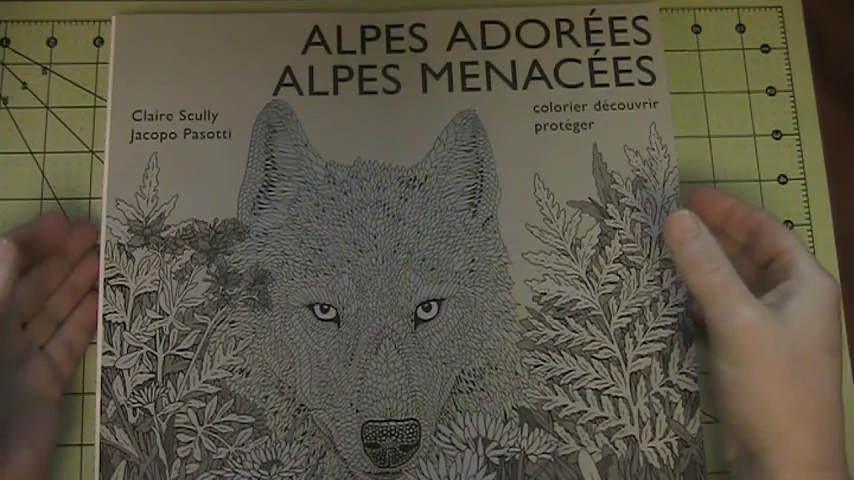 ALPES ADORÉES
ALPES MENACÉES
Claire Scully
Jacopo Pasotti
colorier découvrir
protéger